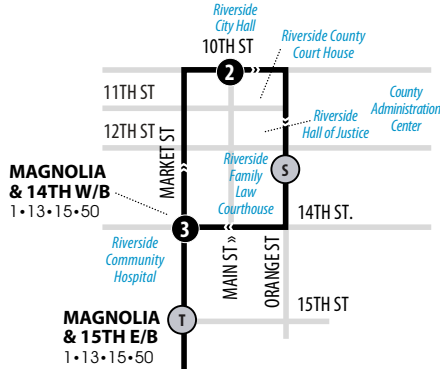 Riverside
City Hall
10TH ST
Riverside County
Court House
2
»
11TH ST
County
Administration
Center
12TH ST
Riverside
Hall of Justice
MARKET ST
»
»
MAGNOLIA
& 14TH W/B
1•13•15•50
Riverside
Family
Law
Courthouse
S
3
«
14TH ST.
Riverside
Community
Hospital
MAIN ST »
ORANGE ST
15TH ST
MAGNOLIA
& 15TH E/B
1•13•15•50
T